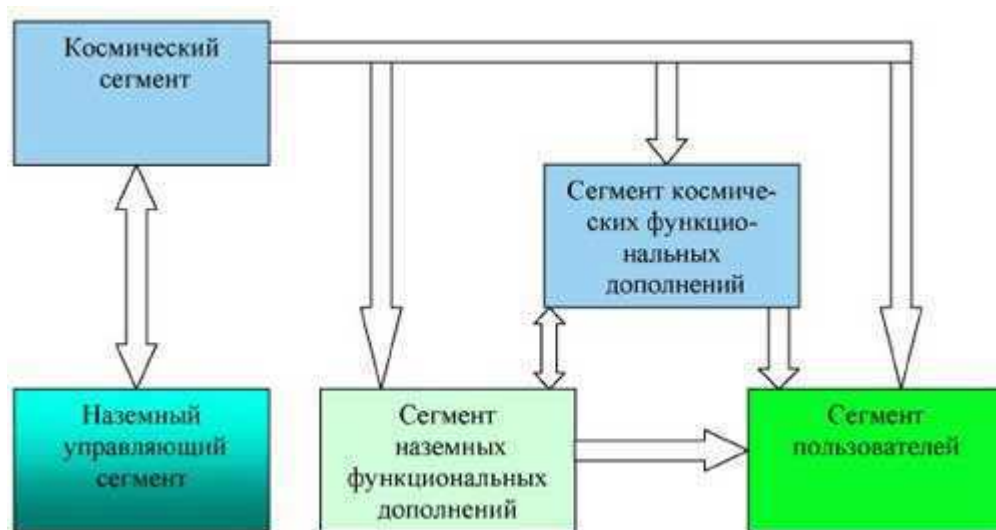 Космический
сегмент
Сегмент космиче-
ских функцио-
нальных
дополнений
Наземный
управляющий
сегмент
Сегмент
наземных
функциональных
дополнений
Сегмент
пользователей